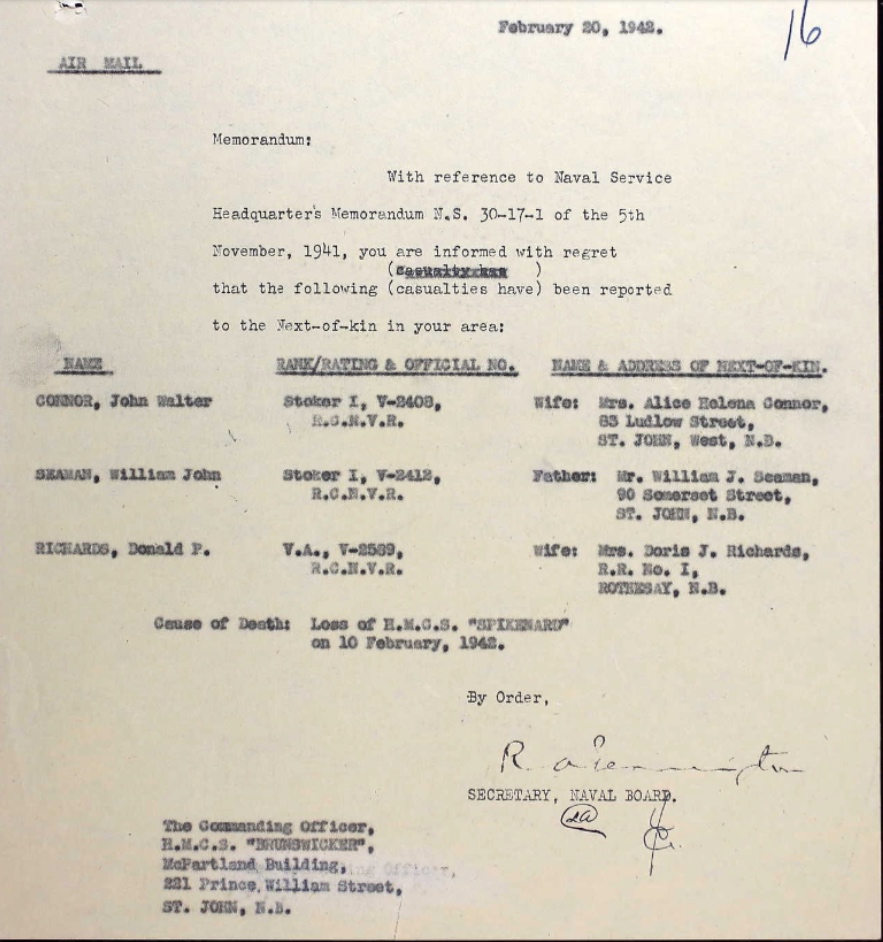 February 20, 1942.
16
AIR MAIL
Memorandum:
With reference to Naval Service
Headquarter's Memorandum N.S. 30-17-1 of the 5th
November, 1941, you are informed with regret
(casualty has )
that the following (casualties have) been reported
to the Next-of-kin in your area:
NAME RANK/RATING & OFFICIAL NO. NAME & ADDRESS OF NEXT-OF-KIN.
CONNOR, John Walter Stoker I, V-2408, Wife: Mrs. Alice Helena Connor,
R.C.N.V.R. 83 Ludlow Street,
ST. JOHN, West, N.B.
SEAMAN, William John Stoker I, V-2412, Father: Mr. William J. Seaman,
R.C.N.V.R. 90 Somerset Street,
ST. JOHN, N.B.
RICHARDS, Donald P. V.A., V-2589, Wife: Mrs. Doris J. Richards,
R.C.N.V.R. R.R. No. I,
ROTHESAY, N.B.
Cause of Death: Loss of H.M.C.S. "SPIKENARD"
on 10 February, 1942.
By Order,
R
SECRETARY, NAVAL BOARD.
The Commanding Officer,
H.M.C.S. "BRUNSWICKER",
McPartland Building,
221 Prince William Street,
ST. JOHN, N.B.